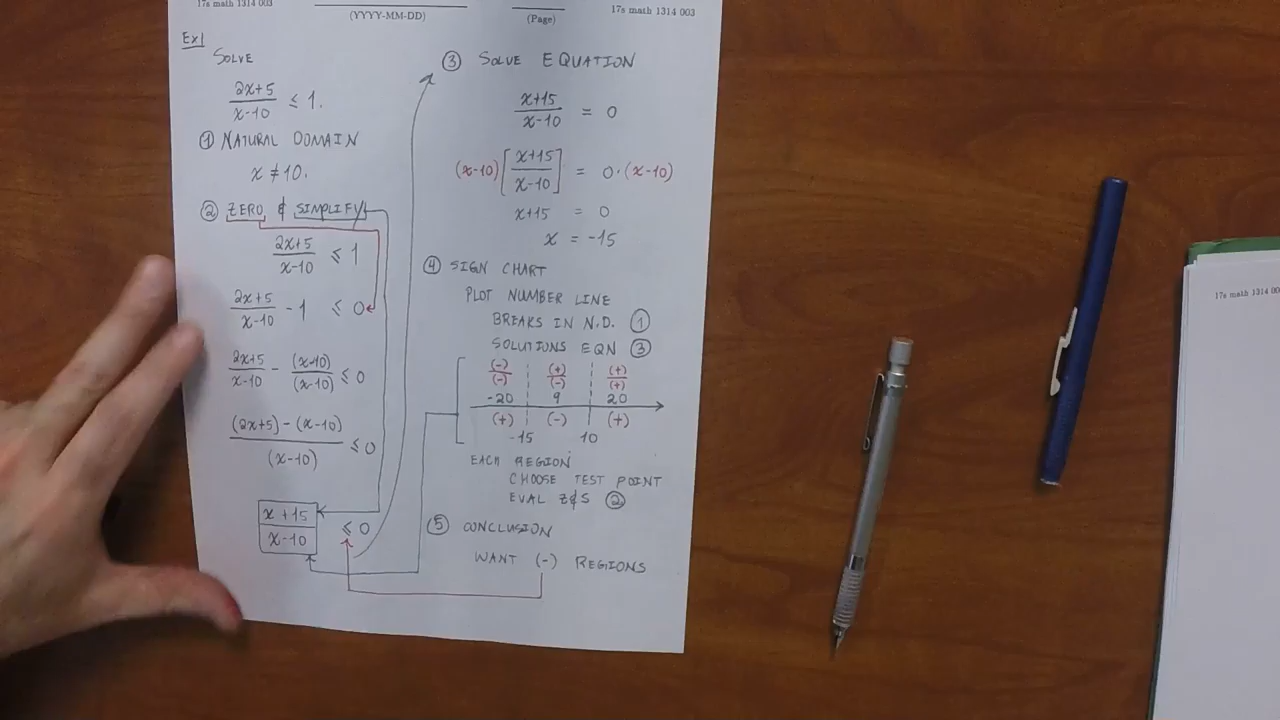 17s math 1314 003
(YYYY-MM-DD)
(Page)
17s math 1314 003
Ex1
SOLVE
2x+5 / x-10 ≤ 1.
① NATURAL DOMAIN
x ≠ 10.
② ZERO & SIMPLIFY
2x+5 / x-10 ≤ 1
2x+5 / x-10 - 1 ≤ 0
2x+5 / x-10 - (x-10) / (x-10) ≤ 0
(2x+5) - (x-10) / (x-10) ≤ 0
x+15 / x-10 ≤ 0
③ SOLVE EQUATION
x+15 / x-10 = 0
(x-10) [x+15 / x-10] = 0·(x-10)
x+15 = 0
x = -15
④ SIGN CHART
PLOT NUMBER LINE
BREAKS IN N.D. ①
SOLUTIONS EQN ③
(-)/(-) (+)/(-) (+)/(+)
-20 9 20
(+) (-) (+)
-15 10
EACH REGION
CHOOSE TEST POINT
EVAL Z&S ②
⑤ CONCLUSION
WANT (-) REGIONS
17s math 1314 00